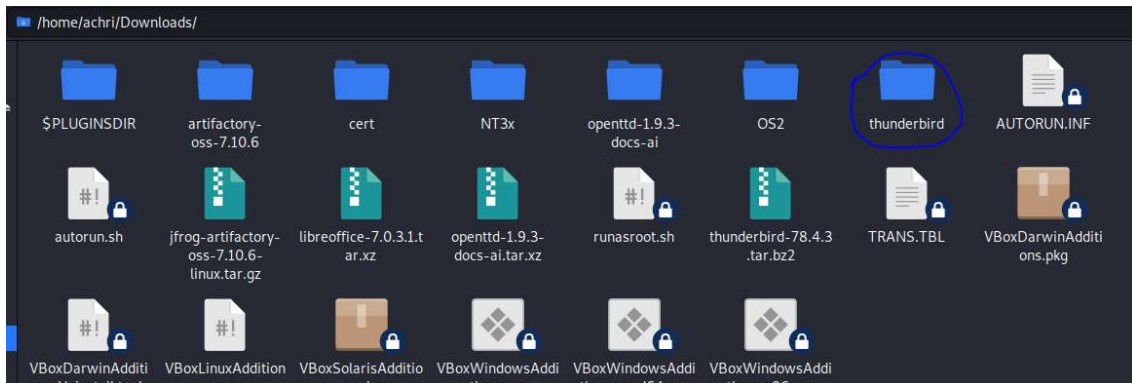 /home/achri/Downloads/
$PLUGINSDIR
artifactory-
oss-7.10.6
cert
NT3x
openttd-1.9.3-
docs-ai
OS2
thunderbird
AUTORUN.INF
#!
autorun.sh
jfrog-artifactory-
oss-7.10.6-
linux.tar.gz
libreoffice-7.0.3.1.t
ar.xz
openttd-1.9.3-
docs-ai.tar.xz
#!
runasroot.sh
thunderbird-78.4.3
.tar.bz2
TRANS.TBL
VBoxDarwinAdditi
ons.pkg
#!
VBoxDarwinAdditi
#!
VBoxLinuxAddition
VBoxSolarisAdditio
VBoxWindowsAddi
VBoxWindowsAddi
VBoxWindowsAddi